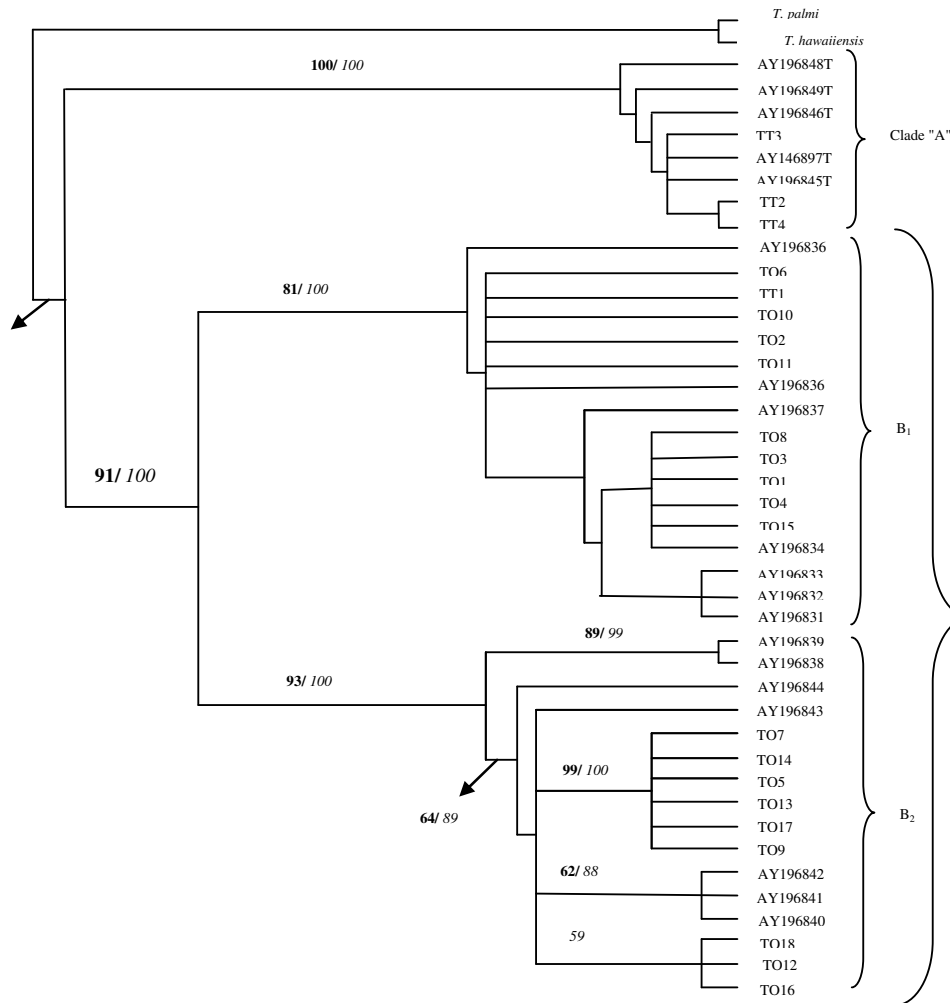 T. palmi
T. hawaiiensis
100/ 100
AY196848T
AY196849T
AY196846T
TT3
AY146897T
AY196845T
TT2
TT4
Clade "A"
AY196836
81/ 100
TO6
TT1
TO10
TO2
TO11
AY196836
AY196837
B1
TO8
TO3
91/ 100
TO1
TO4
TO15
AY196834
AY196833
AY196832
AY196831
89/ 99
AY196839
AY196838
93/ 100
AY196844
AY196843
TO7
TO14
99/ 100
TO5
TO13
B2
64/ 89
TO17
TO9
62/ 88
AY196842
AY196841
AY196840
59
TO18
TO12
TO16